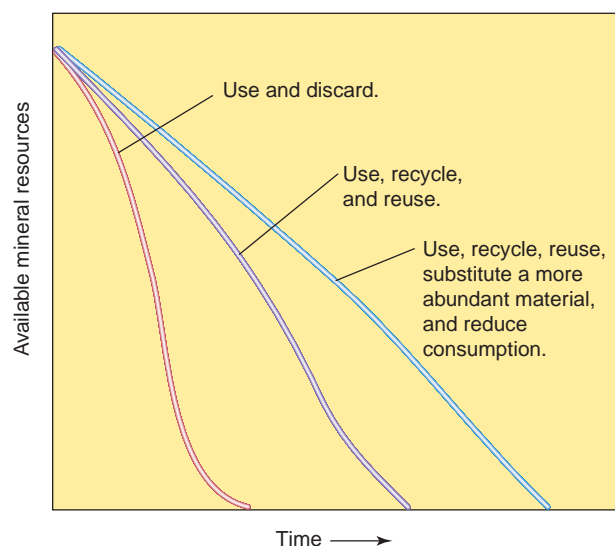 Available mineral resources
Use and discard.
Use, recycle,
and reuse.
Use, recycle, reuse,
substitute a more
abundant material,
and reduce
consumption.
Time